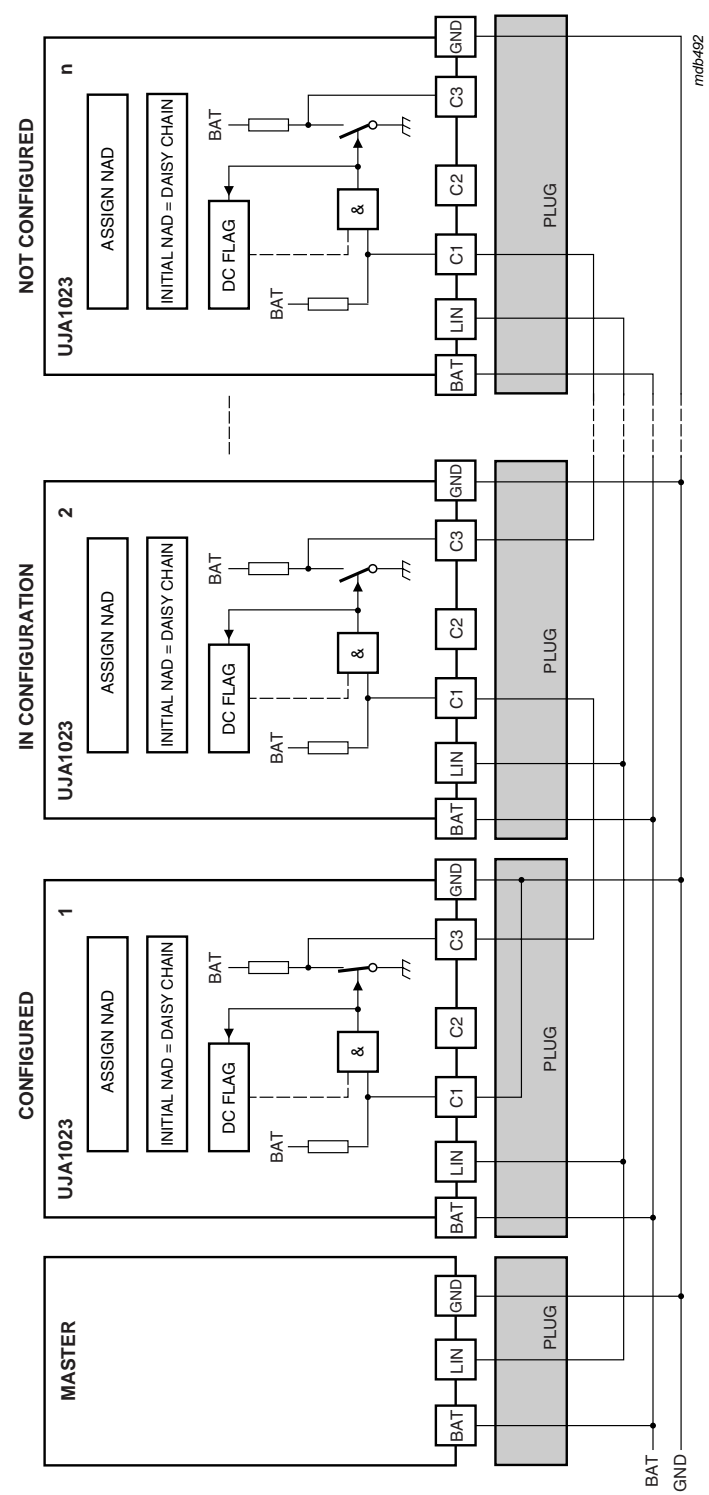 MASTER
BAT
LIN
GND
PLUG
CONFIGURED
UJA1023
1
ASSIGN NAD
INITIAL NAD = DAISY CHAIN
DC FLAG
BAT
BAT
&
BAT
LIN
C1
C2
C3
GND
PLUG
IN CONFIGURATION
UJA1023
2
ASSIGN NAD
INITIAL NAD = DAISY CHAIN
DC FLAG
BAT
BAT
&
BAT
LIN
C1
C2
C3
GND
PLUG
NOT CONFIGURED
UJA1023
n
ASSIGN NAD
INITIAL NAD = DAISY CHAIN
DC FLAG
BAT
BAT
&
BAT
LIN
C1
C2
C3
GND
PLUG
BAT
GND
mdb492